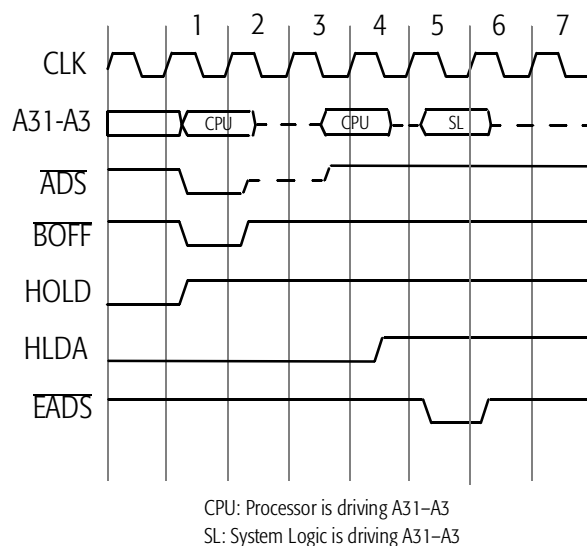 1 2 3 4 5 6 7
CLK
A31-A3
CPU CPU SL
ADS
BOFF
HOLD
HLDA
EADS
CPU: Processor is driving A31–A3
SL: System Logic is driving A31–A3